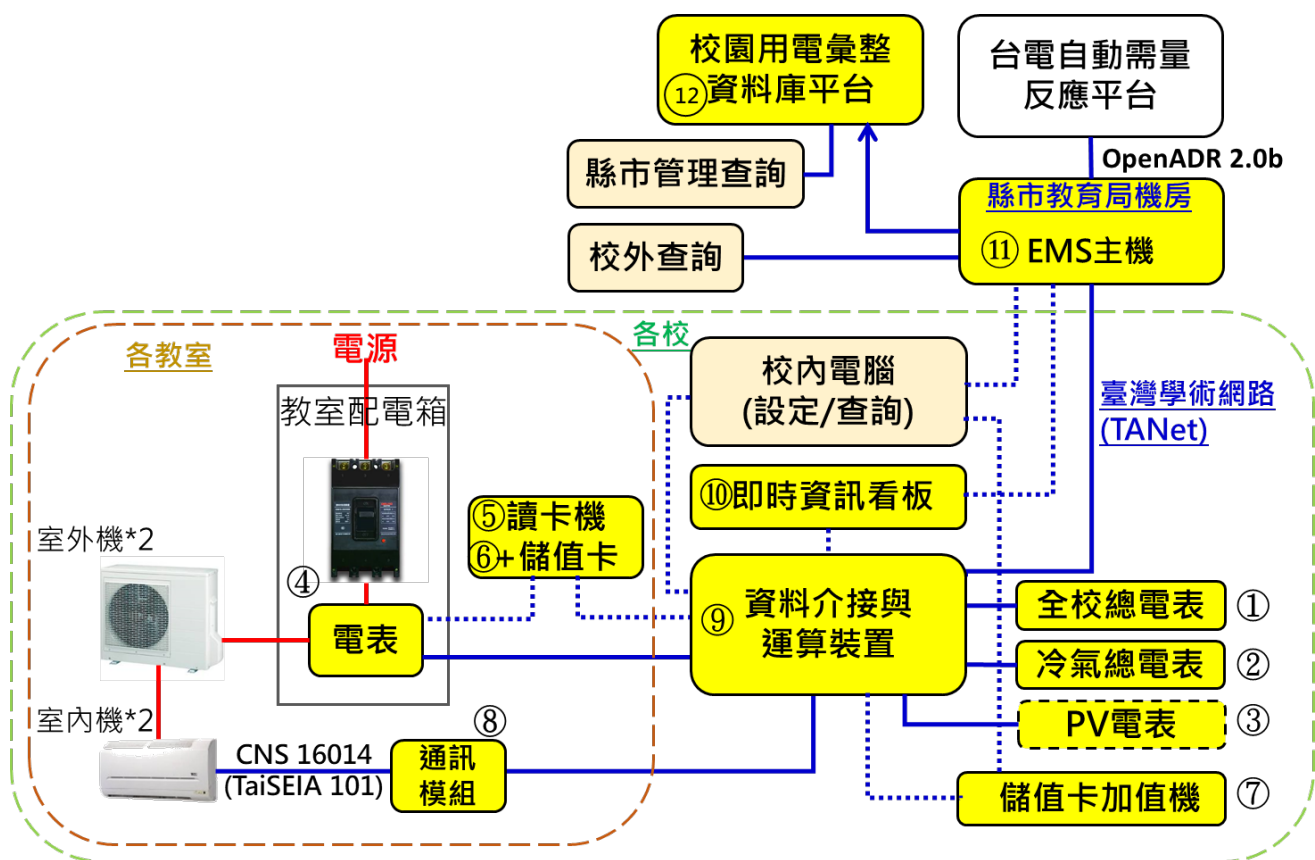 校園用電彙整
⑫資料庫平台
台電自動需量
反應平台
OpenADR 2.0b
縣市管理查詢
縣市教育局機房
⑪ EMS主機
校外查詢
各校
各教室
電源
教室配電箱
校內電腦
(設定/查詢)
臺灣學術網路
(TANet)
⑩即時資訊看板
⑤讀卡機
⑥+儲值卡
室外機*2
④
電表
⑨
資料介接與
運算裝置
全校總電表 ①
冷氣總電表 ②
PV電表 ③
儲值卡加值機 ⑦
室內機*2
CNS 16014
(TaiSEIA 101)
⑧
通訊
模組